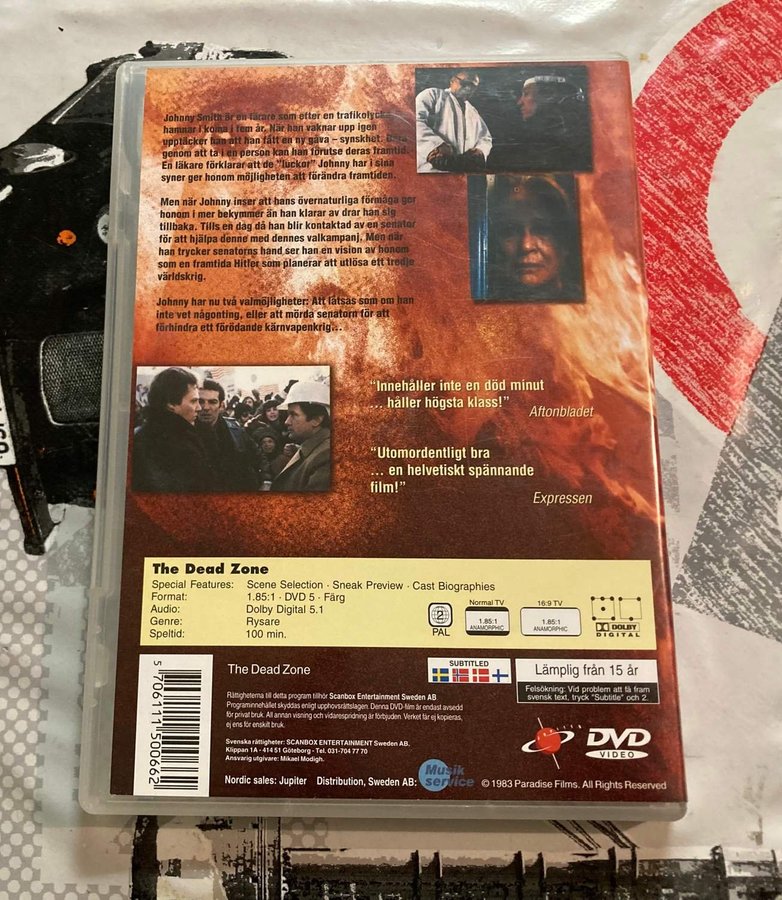 Johnny Smith är en lärare som efter en trafikolycka
hamnar i koma i fem år. När han vaknar upp igen
upptäcker han att han fått en ny gåva – synskhet. Bara
genom att ta i en person kan han förutse deras framtid.
En läkare förklarar att de "luckor" Johnny har i sina
syner ger honom möjligheten att förändra framtiden.
Men när Johnny inser att hans övernaturliga förmåga ger
honom i mer bekymmer än han klarar av drar han sig
tillbaka. Tills en dag då han blir kontaktad av en senator
för att hjälpa denne med dennes valkampanj. Men när
han trycker senatorns hand ser han en vision av honom
som en framtida Hitler som planerar att utlösa ett tredje
världskrig.
Johnny har nu två valmöjligheter: Att låtsas som om han
inte vet någonting, eller att mörda senatorn för att
förhindra ett förödande kärnvapenkrig...
"Innehåller inte en död minut
... håller högsta klass!"
Aftonbladet
"Utomordentligt bra
... en helvetiskt spännande
film!"
Expressen
The Dead Zone
Special Features: Scene Selection · Sneak Preview · Cast Biographies
Format: 1.85:1 · DVD 5 · Färg
Audio: Dolby Digital 5.1
Genre: Rysare
Speltid: 100 min.
2
PAL
Normal TV
1.85:1
ANAMORPHIC
16:9 TV
1.85:1
ANAMORPHIC
DOLBY
DIGITAL
5 706111 500662
The Dead Zone
SUBTITLED
Lämplig från 15 år
Felsökning: Vid problem att få fram
svensk text, tryck "Subtitle" och 2.
Rättigheterna till detta program tillhör Scanbox Entertainment Sweden AB
Programinnehållet skyddas enligt upphovsrättslagen. Denna DVD-film är endast avsedd
för privat bruk. All annan visning och vidarespridning är förbjuden. Verket får ej kopieras,
ej ens för enskilt bruk.
Svenska rättigheter: SCANBOX ENTERTAINMENT Sweden AB.
Klippan 1A - 414 51 Göteborg - Tel. 031-704 77 70
Ansvarig utgivare: Mikael Modigh.
DVD
VIDEO
Nordic sales: Jupiter Distribution, Sweden AB: Musik service
© 1983 Paradise Films. All Rights Reserved